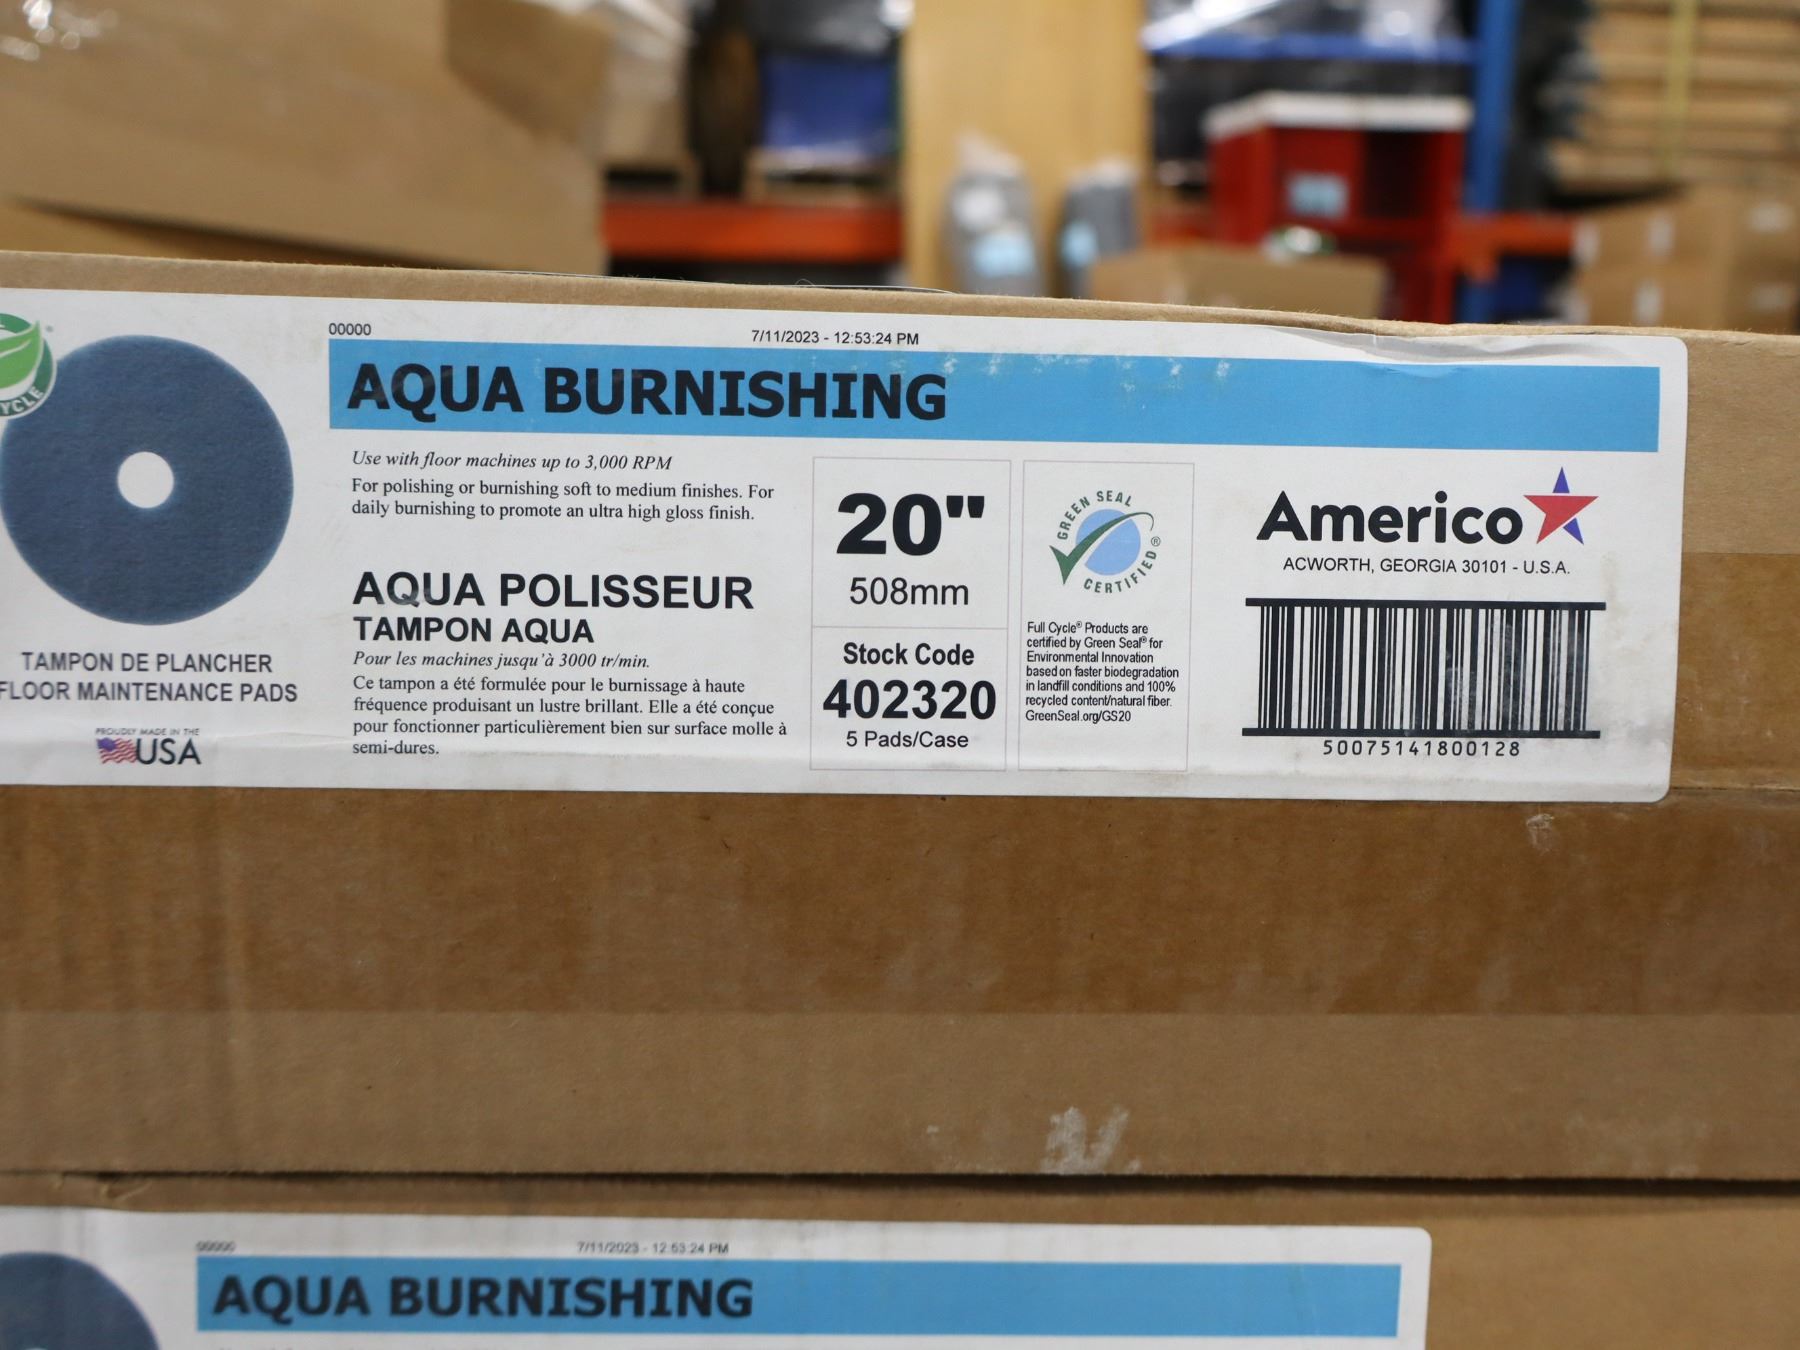 YCLE
TAMPON DE PLANCHER
FLOOR MAINTENANCE PADS
PROUDLY MADE IN THE
USA
00000
7/11/2023 - 12:53:24 PM
AQUA BURNISHING
Use with floor machines up to 3,000 RPM
For polishing or burnishing soft to medium finishes. For
daily burnishing to promote an ultra high gloss finish.
AQUA POLISSEUR
TAMPON AQUA
Pour les machines jusqu'à 3000 tr/min.
Ce tampon a été formulée pour le burnissage à haute
fréquence produisant un lustre brillant. Elle a été conçue
pour fonctionner particulièrement bien sur surface molle à
semi-dures.
20"
508mm
Stock Code
402320
5 Pads/Case
GREEN SEAL
CERTIFIED®
Full Cycle® Products are
certified by Green Seal® for
Environmental Innovation
based on faster biodegradation
in landfill conditions and 100%
recycled content/natural fiber.
GreenSeal.org/GS20
Americo
ACWORTH, GEORGIA 30101 - U.S.A.
50075141800128
00000
7/11/2023 - 12:53:24 PM
AQUA BURNISHING